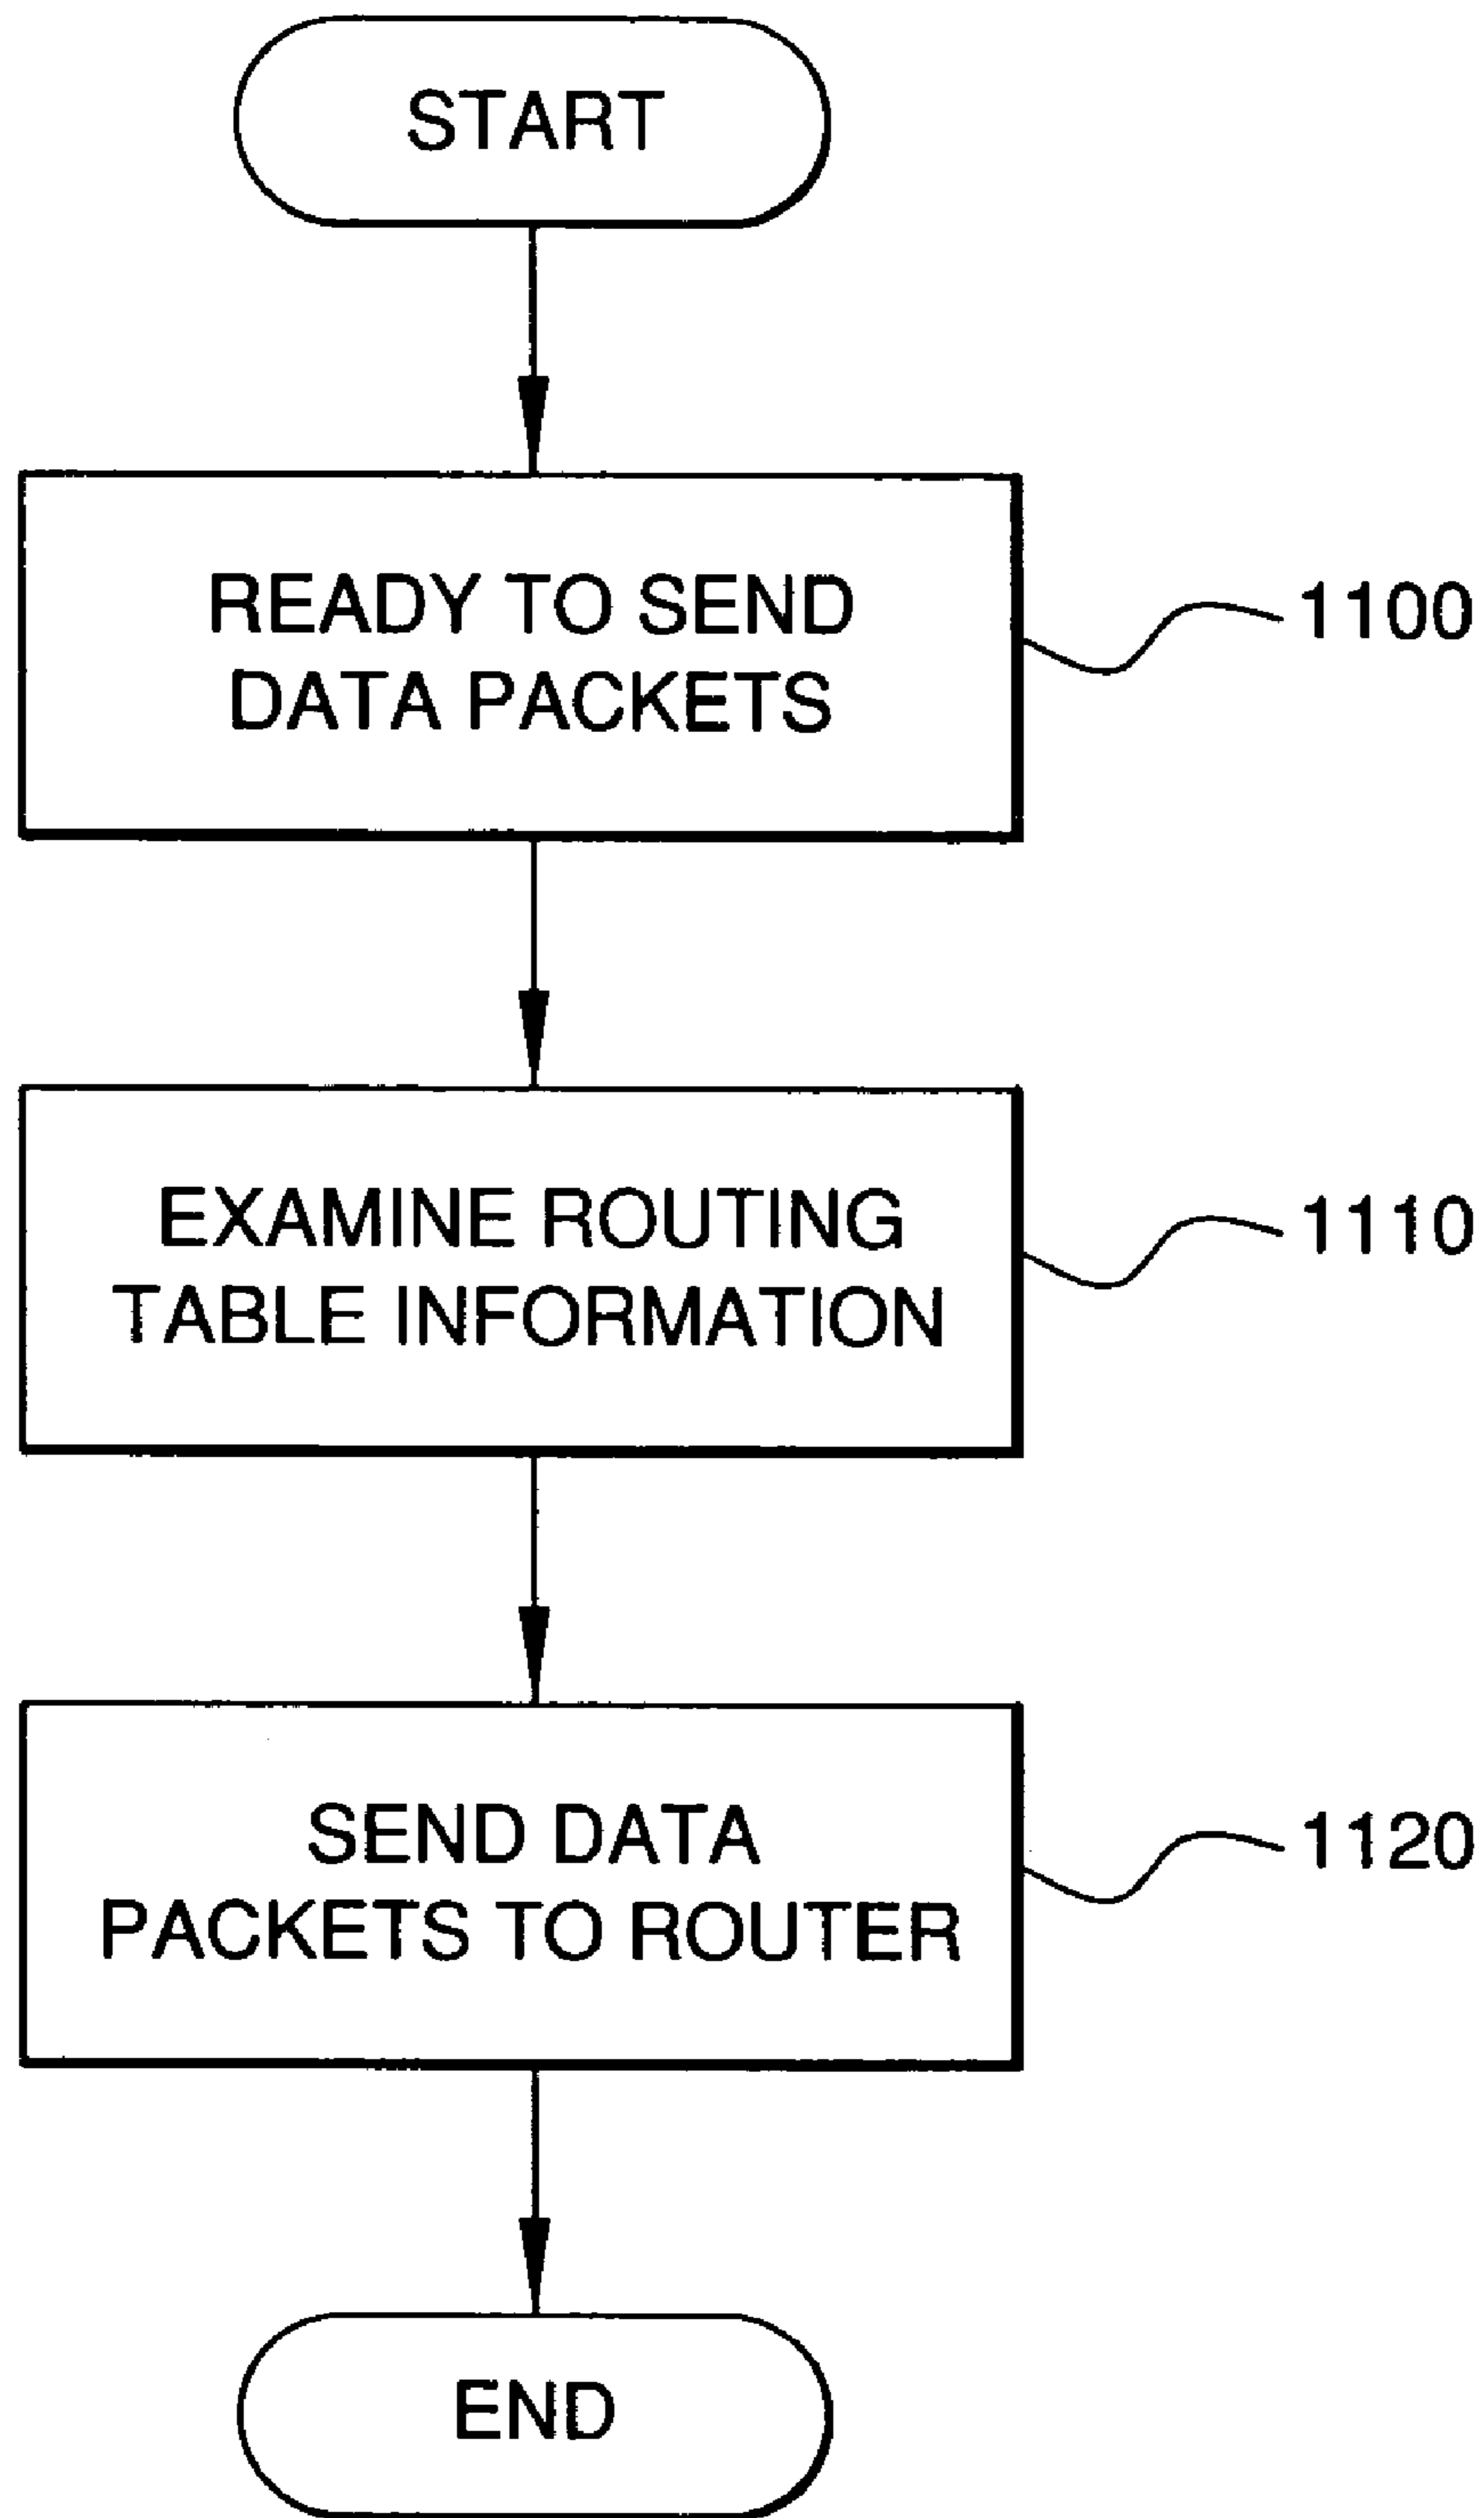 START
READY TO SEND
DATA PACKETS
1100
EXAMINE ROUTING
TABLE INFORMATION
1110
SEND DATA
PACKETS TO ROUTER
1120
END